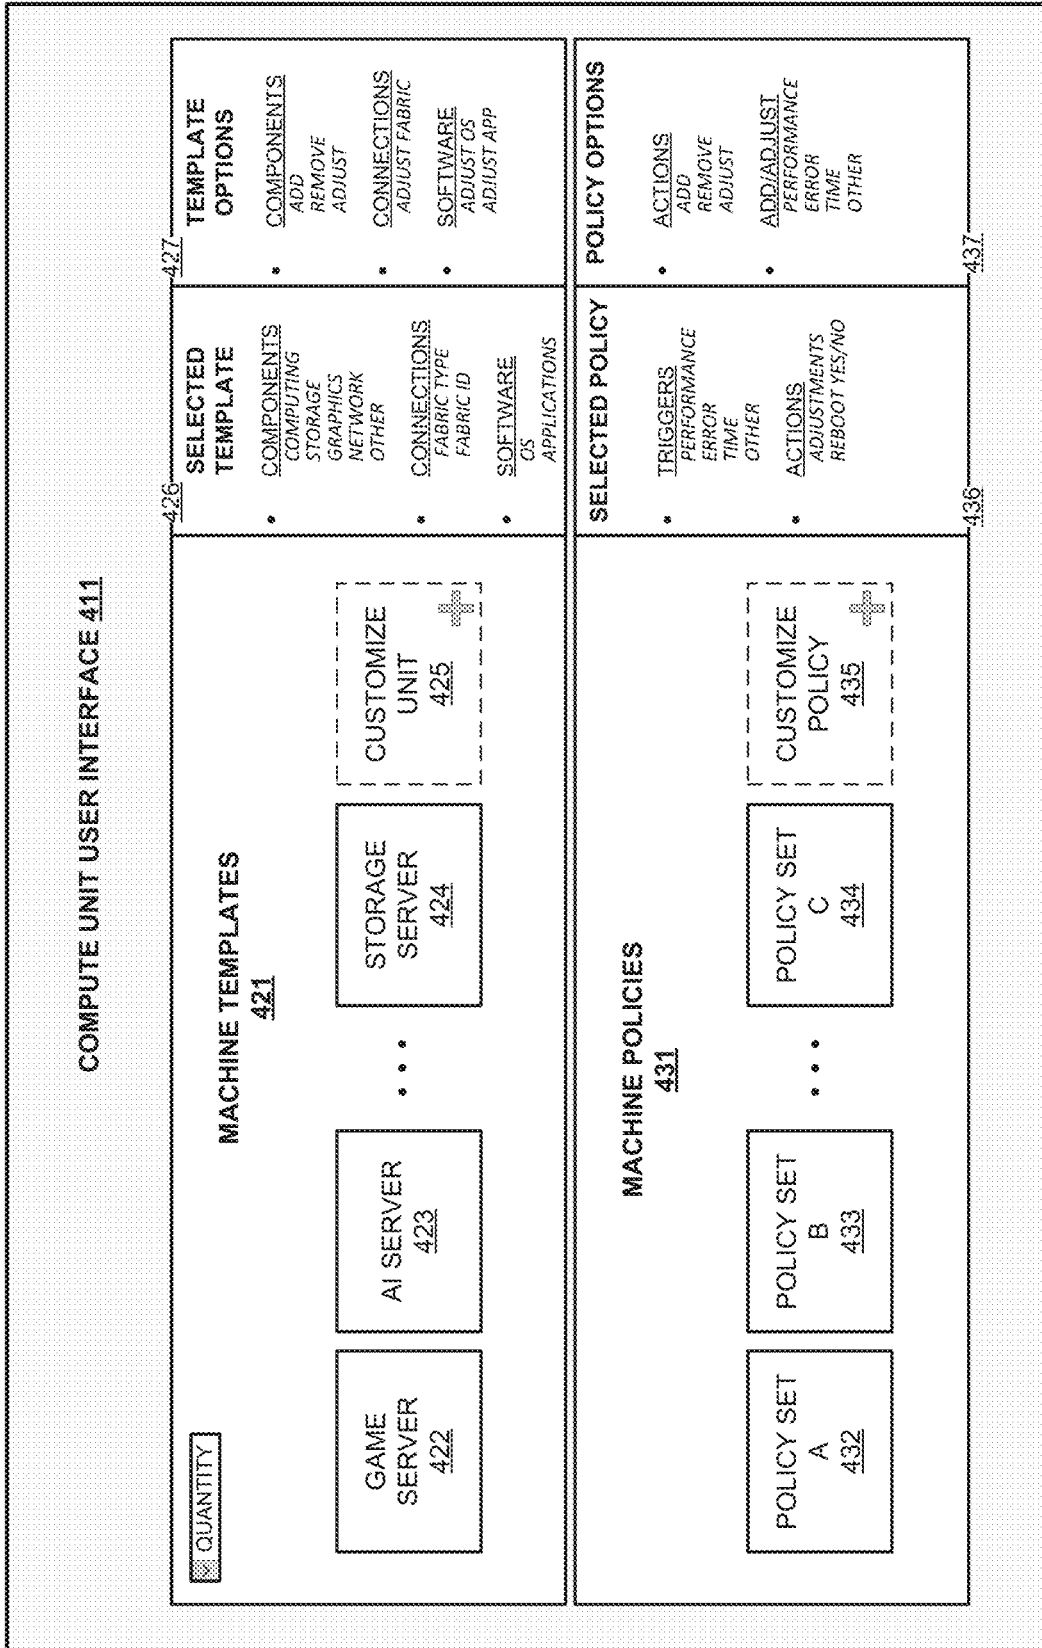 COMPUTE UNIT USER INTERFACE 411
QUANTITY
MACHINE TEMPLATES
421
GAME
SERVER
422
AI SERVER
423
• • •
STORAGE
SERVER
424
CUSTOMIZE
UNIT
425
426
SELECTED
TEMPLATE
• COMPONENTS
COMPUTING
STORAGE
GRAPHICS
NETWORK
OTHER
• CONNECTIONS
FABRIC TYPE
FABRIC ID
• SOFTWARE
OS
APPLICATIONS
427
TEMPLATE
OPTIONS
• COMPONENTS
ADD
REMOVE
ADJUST
• CONNECTIONS
ADJUST FABRIC
• SOFTWARE
ADJUST OS
ADJUST APP
MACHINE POLICIES
431
POLICY SET
A
432
POLICY SET
B
433
• • •
POLICY SET
C
434
CUSTOMIZE
POLICY
435
SELECTED POLICY
• TRIGGERS
PERFORMANCE
ERROR
TIME
OTHER
• ACTIONS
ADJUSTMENTS
REBOOT YES/NO
436
POLICY OPTIONS
• ACTIONS
ADD
REMOVE
ADJUST
• ADD/ADJUST
PERFORMANCE
ERROR
TIME
OTHER
437